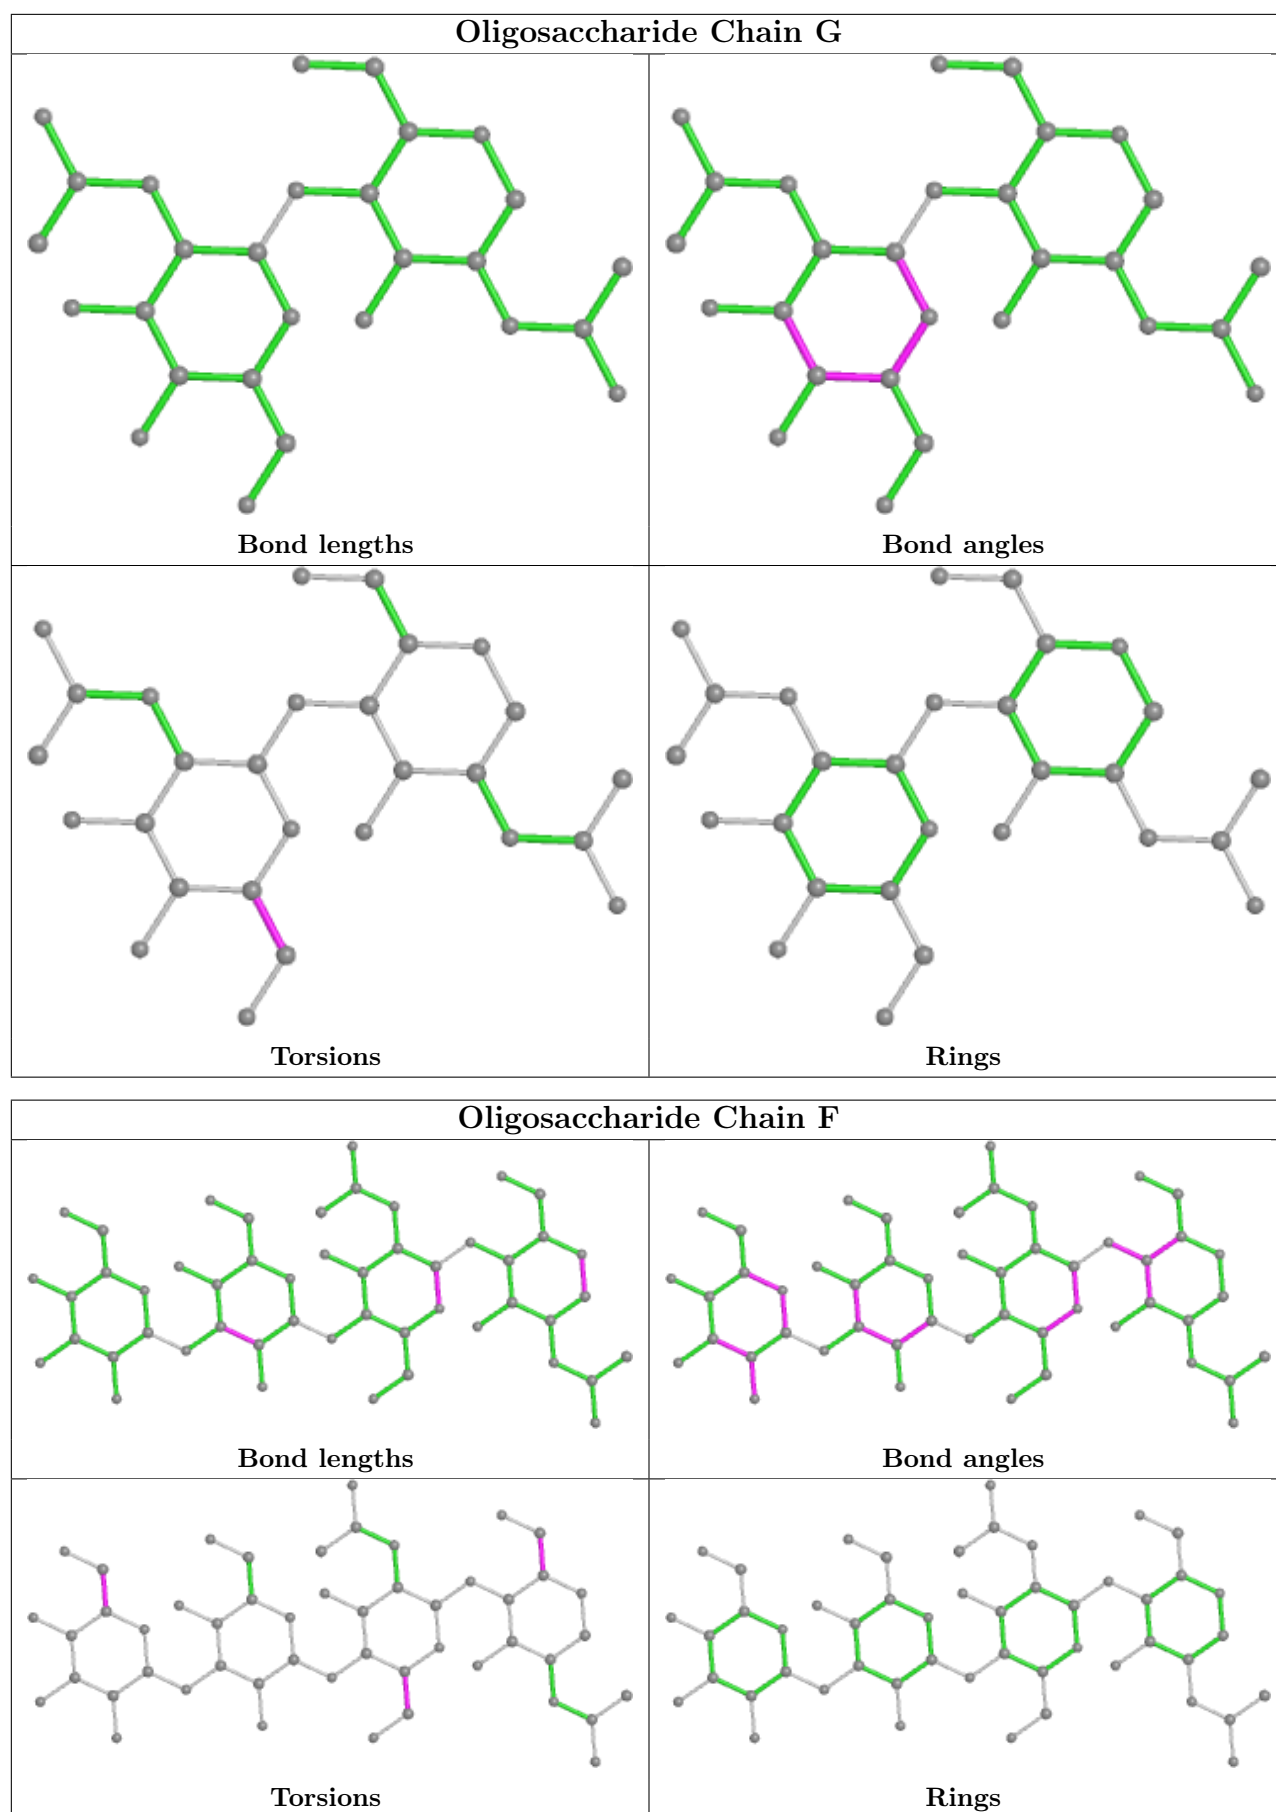 Oligosaccharide Chain G
Bond lengths
Bond angles
Torsions
Rings
Oligosaccharide Chain F
Bond lengths
Bond angles
Torsions
Rings